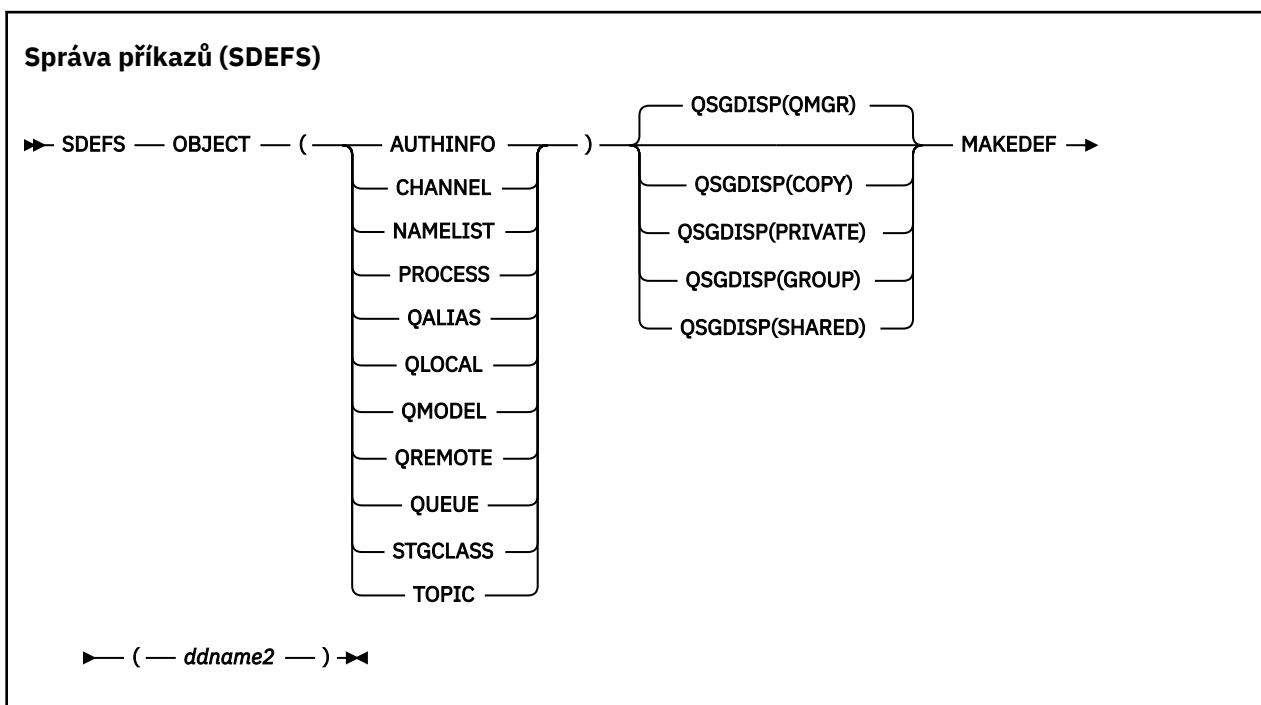 Správa příkazů (SDEFS)
QSGDISP(QMGR)
SDEFS OBJECT ( AUTHINFO ) MAKEDEF
CHANNEL QSGDISP(COPY)
NAMELIST QSGDISP(PRIVATE)
PROCESS QSGDISP(GROUP)
QALIAS QSGDISP(SHARED)
QLOCAL
QMODEL
QREMOTE
QUEUE
STGCLASS
TOPIC
( ddname2 )